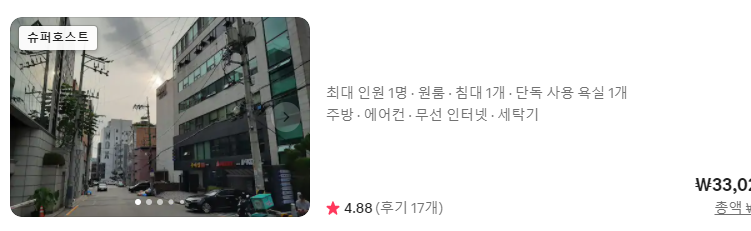 슈퍼호스트
최대 인원 1명 · 원룸 · 침대 1개 · 단독 사용 욕실 1개
주방 · 에어컨 · 무선 인터넷 · 세탁기
₩33,02
4.88 (후기 17개)
총액 ₩